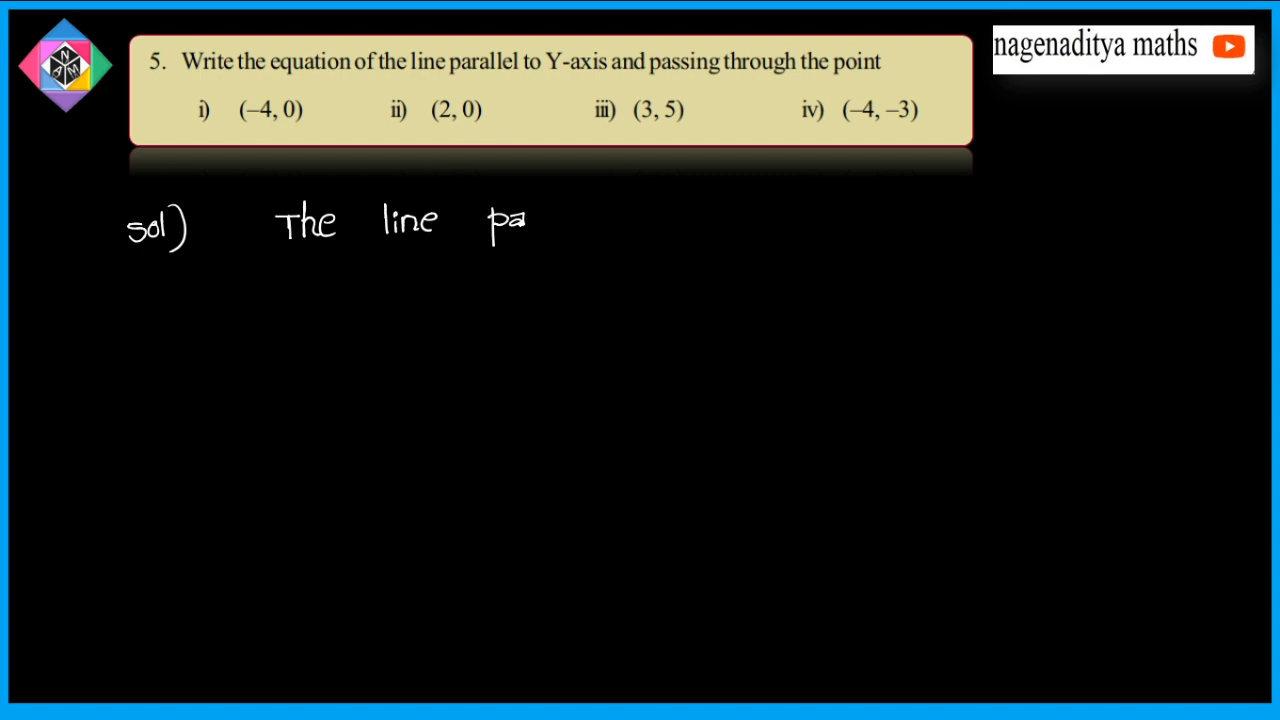 nagenaditya maths
5. Write the equation of the line parallel to Y-axis and passing through the point
i) (–4, 0) ii) (2, 0) iii) (3, 5) iv) (–4, –3)
N
A M
sol) The line pa